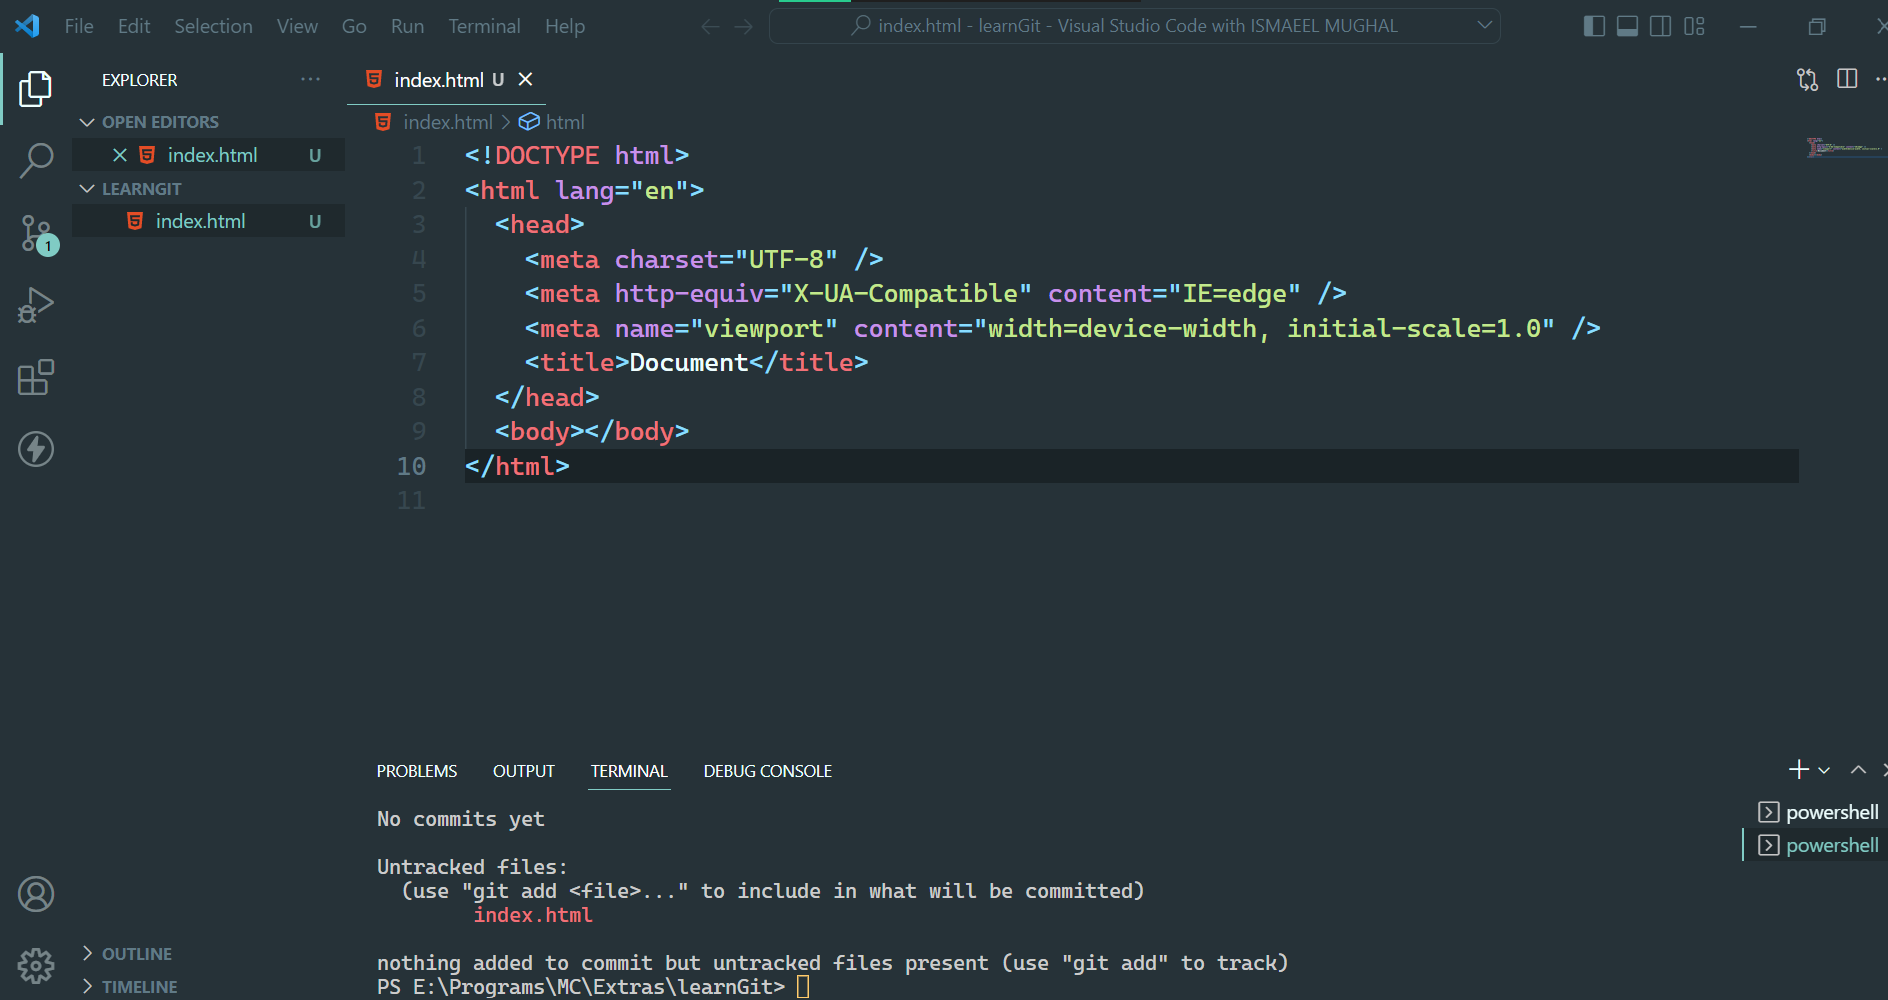 File Edit Selection View Go Run Terminal Help
index.html - learnGit - Visual Studio Code with ISMAEEL MUGHAL
EXPLORER
OPEN EDITORS
index.html U
LEARNGIT
index.html U
1
OUTLINE
TIMELINE
index.html U
index.html > html
1 <!DOCTYPE html>
2 <html lang="en">
3 <head>
4 <meta charset="UTF-8" />
5 <meta http-equiv="X-UA-Compatible" content="IE=edge" />
6 <meta name="viewport" content="width=device-width, initial-scale=1.0" />
7 <title>Document</title>
8 </head>
9 <body></body>
10 </html>
11
PROBLEMS OUTPUT TERMINAL DEBUG CONSOLE
No commits yet
Untracked files:
(use "git add <file>..." to include in what will be committed)
index.html
nothing added to commit but untracked files present (use "git add" to track)
PS E:\Programs\MC\Extras\learnGit>
powershell
powershell